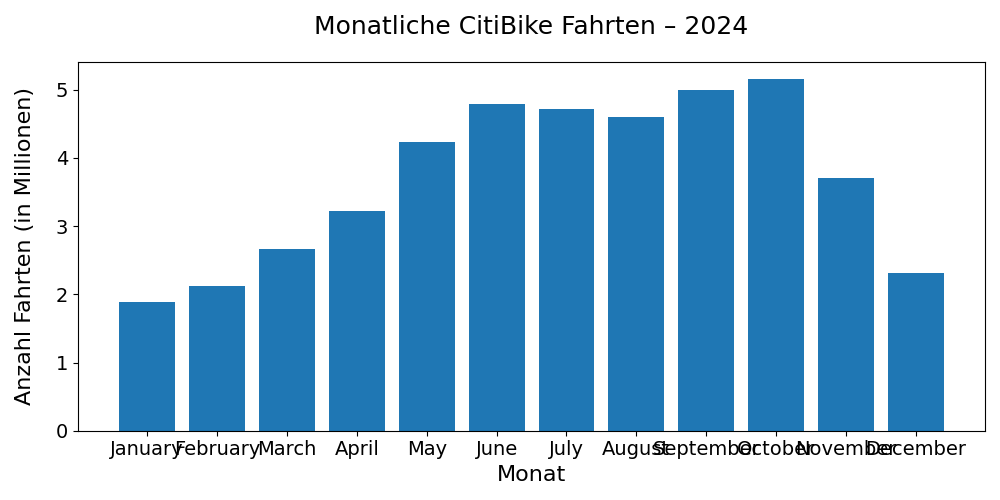 Monatliche CitiBike Fahrten – 2024
Anzahl Fahrten (in Millionen)
5
4
3
2
1
0
January February March April May June July August September October November December
Monat